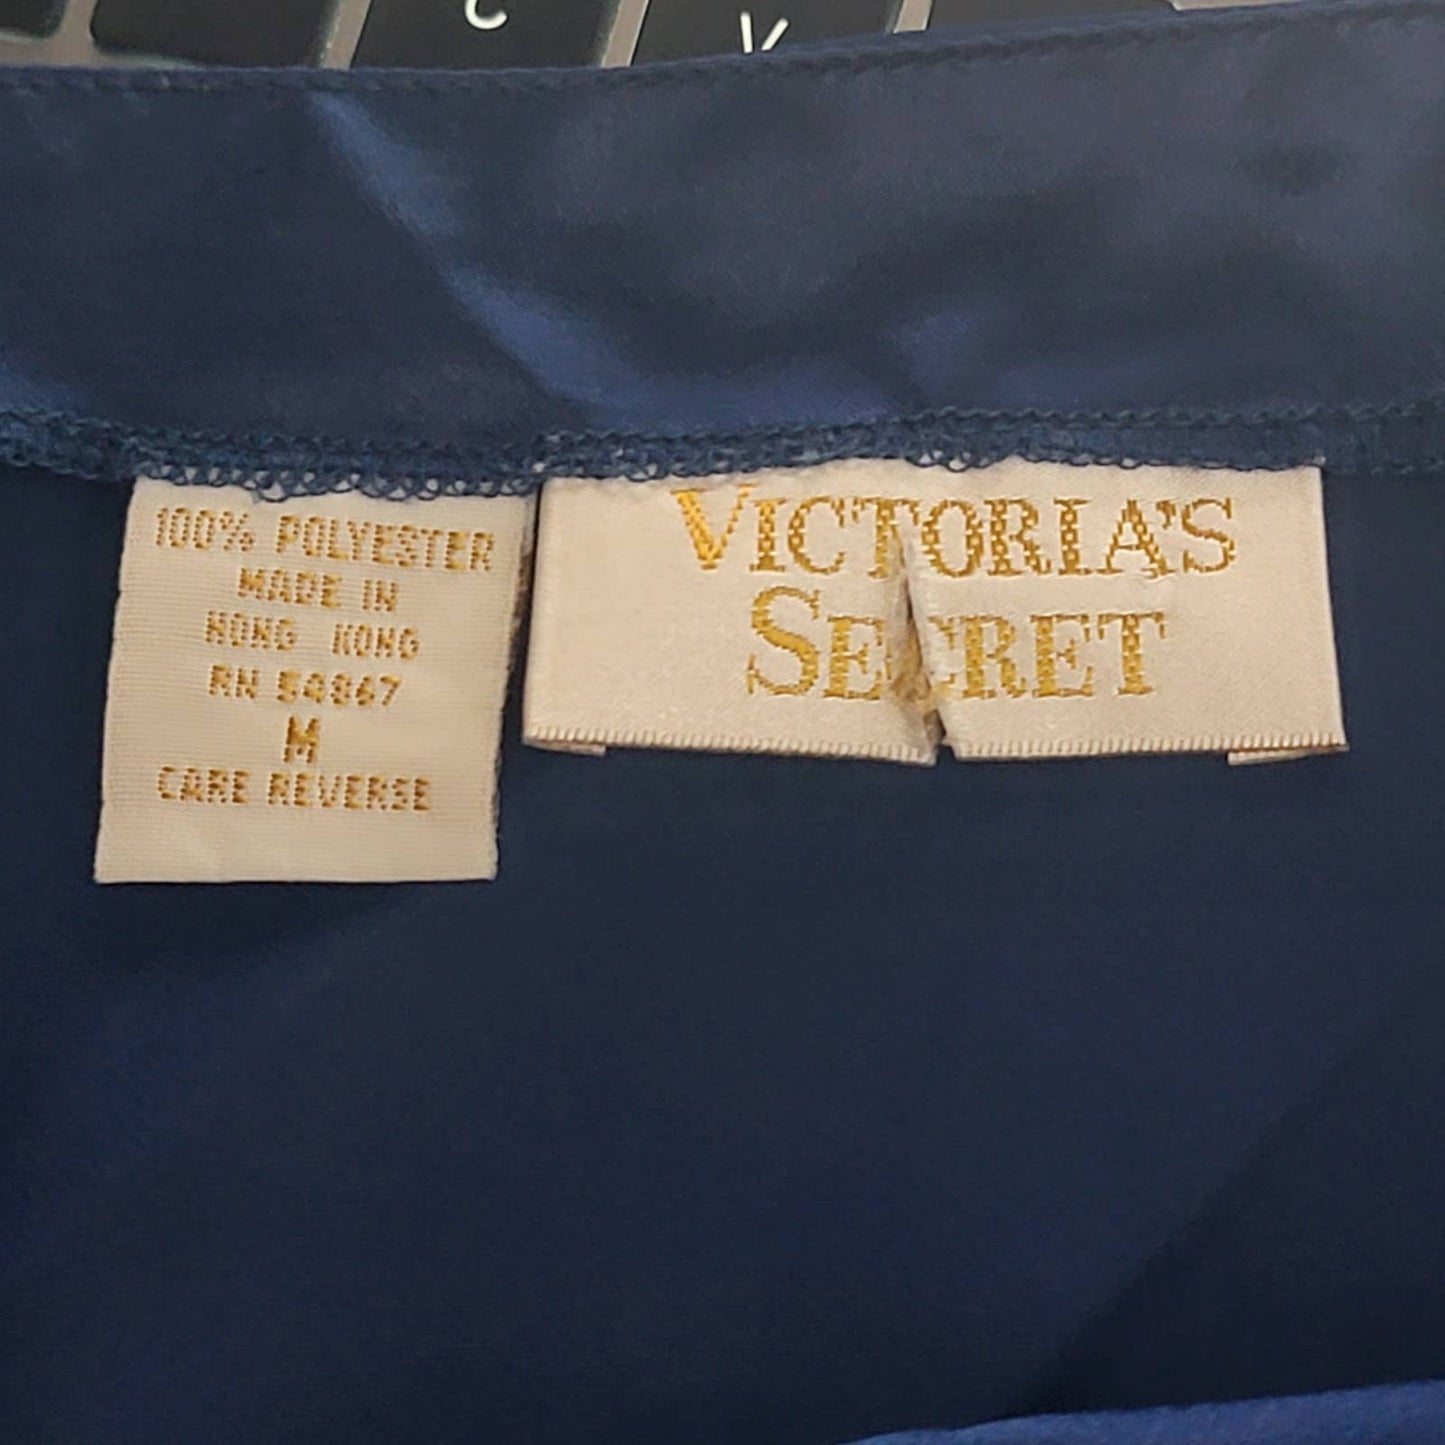 C
V
100% POLYESTER
MADE IN
HONG KONG
RN 54867
M
CARE REVERSE
VICTORIA'S
SECRET